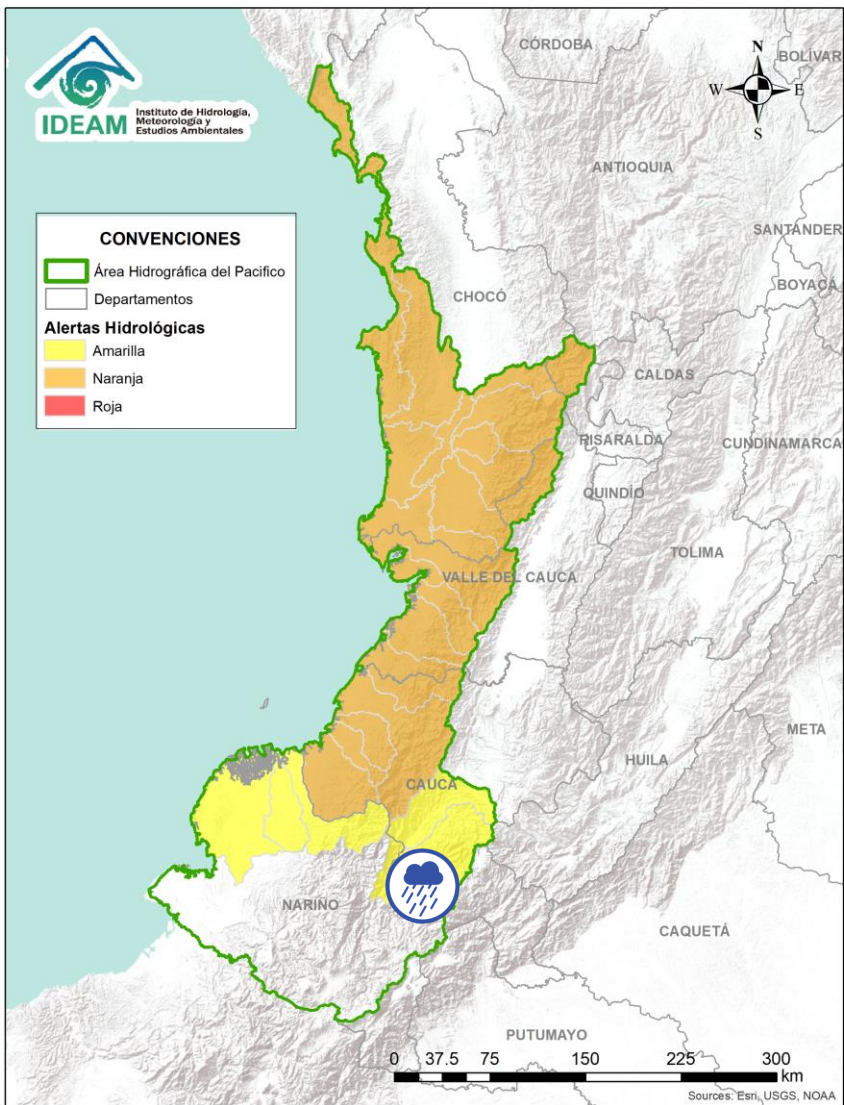 IDEAM
Instituto de Hidrología,
Meteorología y
Estudios Ambientales
CÓRDOBA
BOLÍVAR
N
W
E
S
ANTIOQUIA
SANTANDER
CONVENCIONES
Área Hidrográfica del Pacifico
Departamentos
Alertas Hidrológicas
Amarilla
Naranja
Roja
BOYACÁ
CHOCÓ
CALDAS
RISARALDA
CUNDINAMARCA
QUINDÍO
TOLIMA
VALLE DEL CAUCA
META
HUILA
CAUCA
NARIÑO
CAQUETÁ
PUTUMAYO
0 37.5 75 150 225 300
km
Sources: Esri, USGS, NOAA